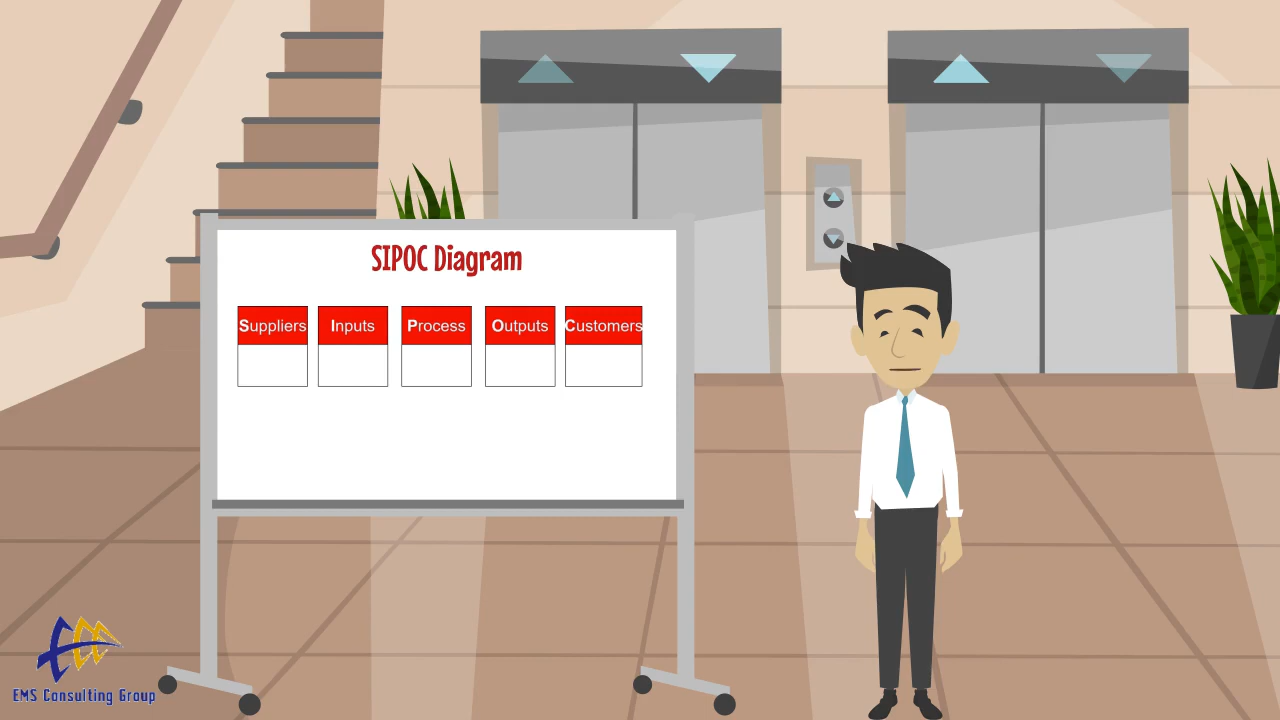 SIPOC Diagram
Suppliers Inputs Process Outputs Customers
EMS Consulting Group